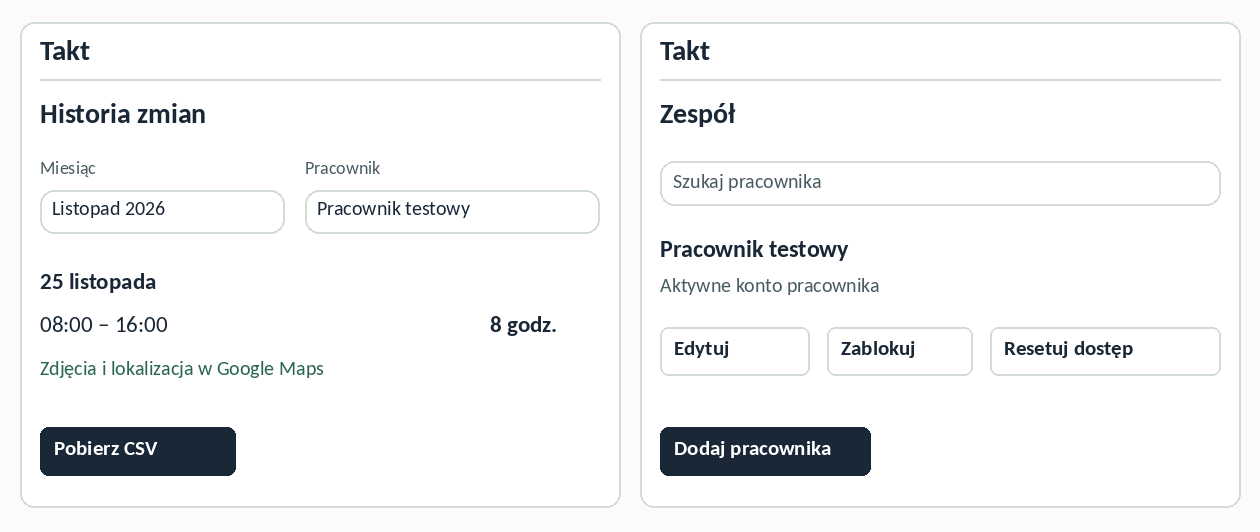 Takt
Historia zmian
Miesiąc
Pracownik
Listopad 2026
Pracownik testowy
25 listopada
08:00 – 16:00
8 godz.
Zdjęcia i lokalizacja w Google Maps
Pobierz CSV
Takt
Zespół
Szukaj pracownika
Pracownik testowy
Aktywne konto pracownika
Edytuj
Zablokuj
Resetuj dostęp
Dodaj pracownika